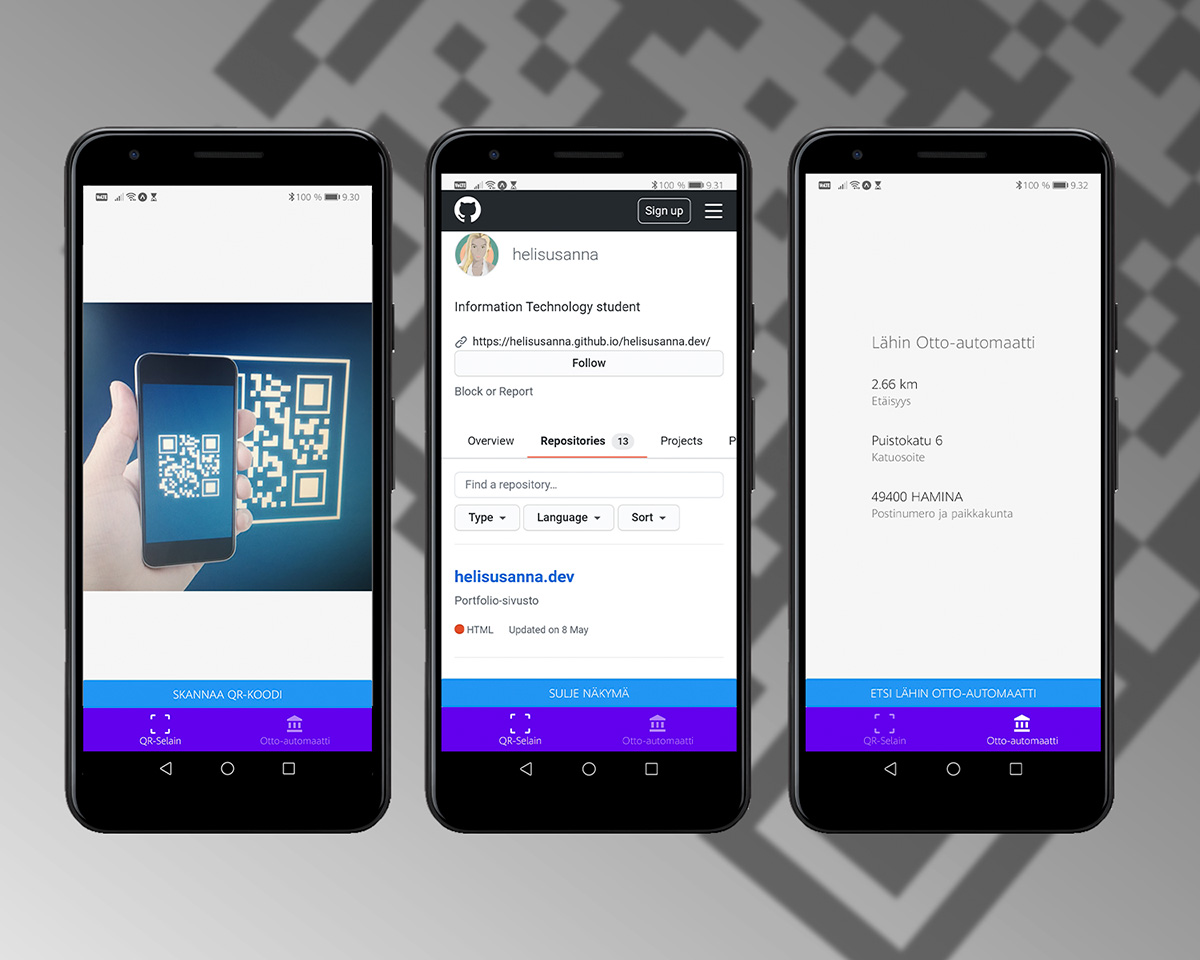 100 % 9.30
SKANNAA QR-KOODI
QR-Selain
Otto-automaatti
100 % 9.31
Sign up
helisusanna
Information Technology student
https://helisusanna.github.io/helisusanna.dev/
Follow
Block or Report
Overview Repositories 13 Projects P
Find a repository...
Type Language Sort
helisusanna.dev
Portfolio-sivusto
HTML Updated on 8 May
SULJE NÄKYMÄ
QR-Selain
Otto-automaatti
100 % 9.32
Lähin Otto-automaatti
2.66 km
Etäisyys
Puistokatu 6
Katuosoite
49400 HAMINA
Postinumero ja paikkakunta
ETSI LÄHIN OTTO-AUTOMAATTI
QR-Selain
Otto-automaatti